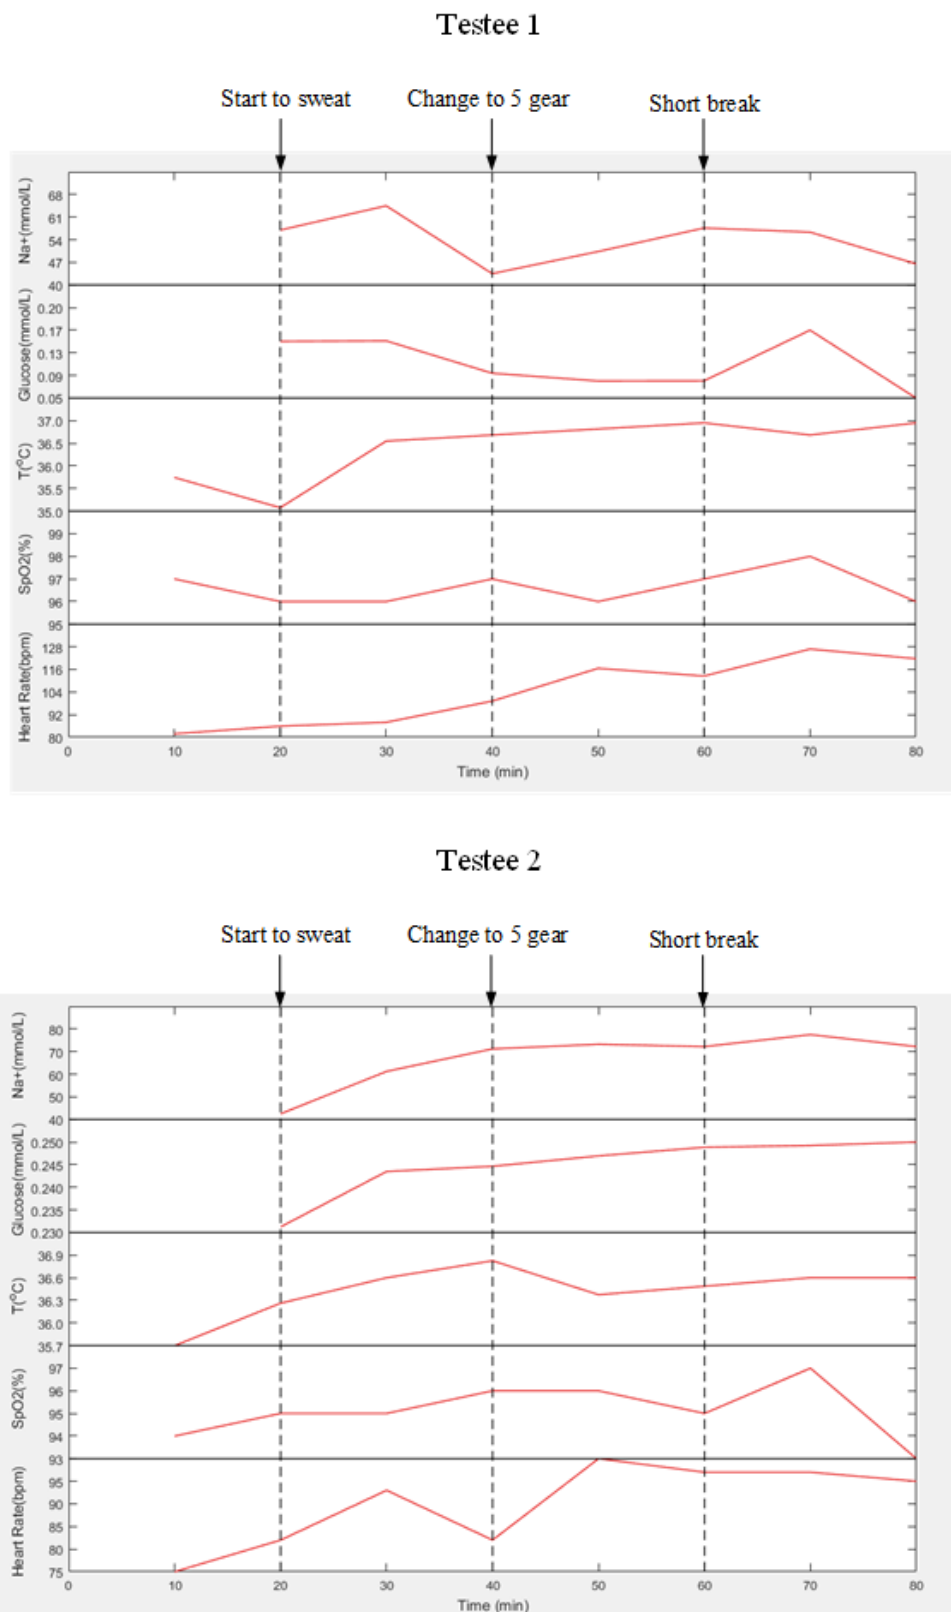 Testee 1
Start to sweat Change to 5 gear Short break
Na+(mmol/L)
68
61
54
47
40
Glucose(mmol/L)
0.20
0.17
0.13
0.09
0.05
T(°C)
37.0
36.5
36.0
35.5
35.0
SpO2(%)
99
98
97
96
95
Heart Rate(bpm)
128
116
104
92
80
0 10 20 30 40 50 60 70 80
Time (min)
Testee 2
Start to sweat Change to 5 gear Short break
Na+(mmol/L)
80
70
60
50
40
Glucose(mmol/L)
0.250
0.245
0.240
0.235
0.230
T(°C)
36.9
36.6
36.3
36.0
35.7
SpO2(%)
97
96
95
94
93
Heart Rate(bpm)
95
90
85
80
75
0 10 20 30 40 50 60 70 80
Time (min)